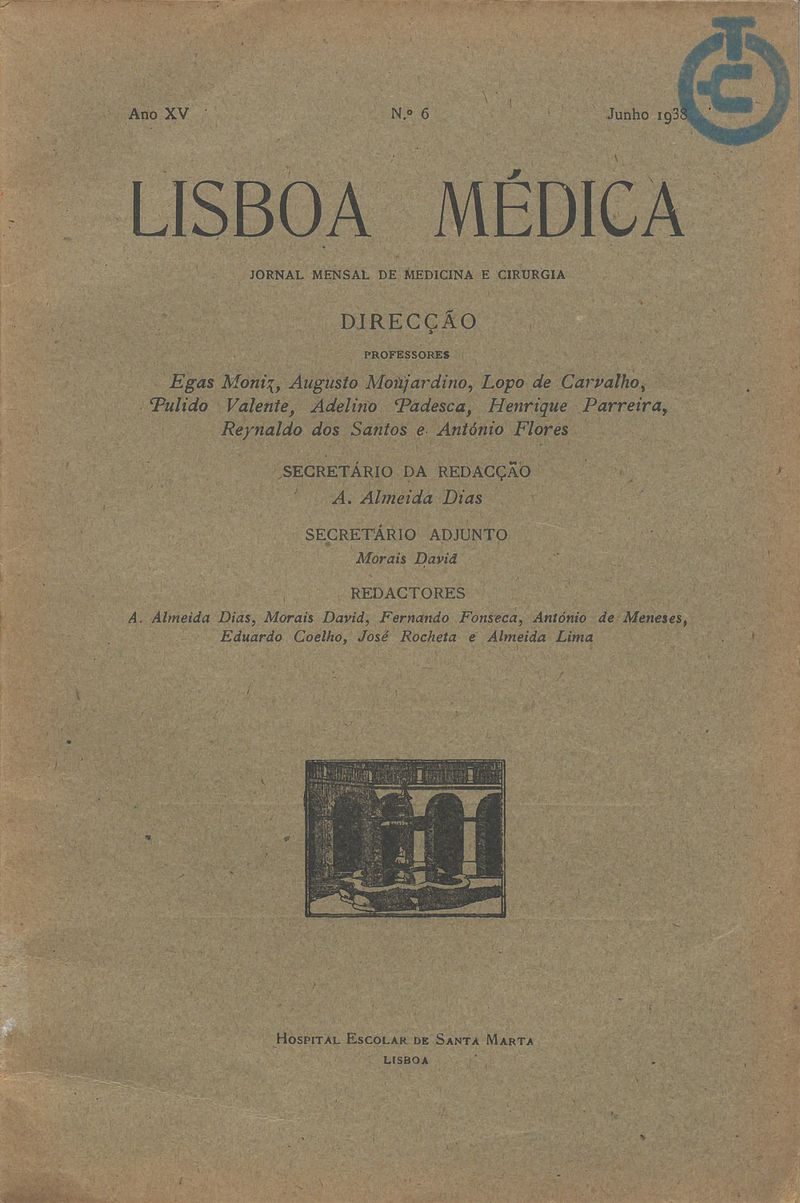 Ano XV N.º 6 Junho 1938
LISBOA MÉDICA
JORNAL MENSAL DE MEDICINA E CIRURGIA
DIRECÇÃO
PROFESSORES
Egas Moniz, Augusto Monjardino, Lopo de Carvalho,
Pulido Valente, Adelino Padesca, Henrique Parreira,
Reynaldo dos Santos e António Flores
SECRETÁRIO DA REDACÇÃO
A. Almeida Dias
SECRETÁRIO ADJUNTO
Morais David
REDACTORES
A. Almeida Dias, Morais David, Fernando Fonseca, António de Meneses,
Eduardo Coelho, José Rocheta e Almeida Lima
HOSPITAL ESCOLAR DE SANTA MARTA
LISBOA